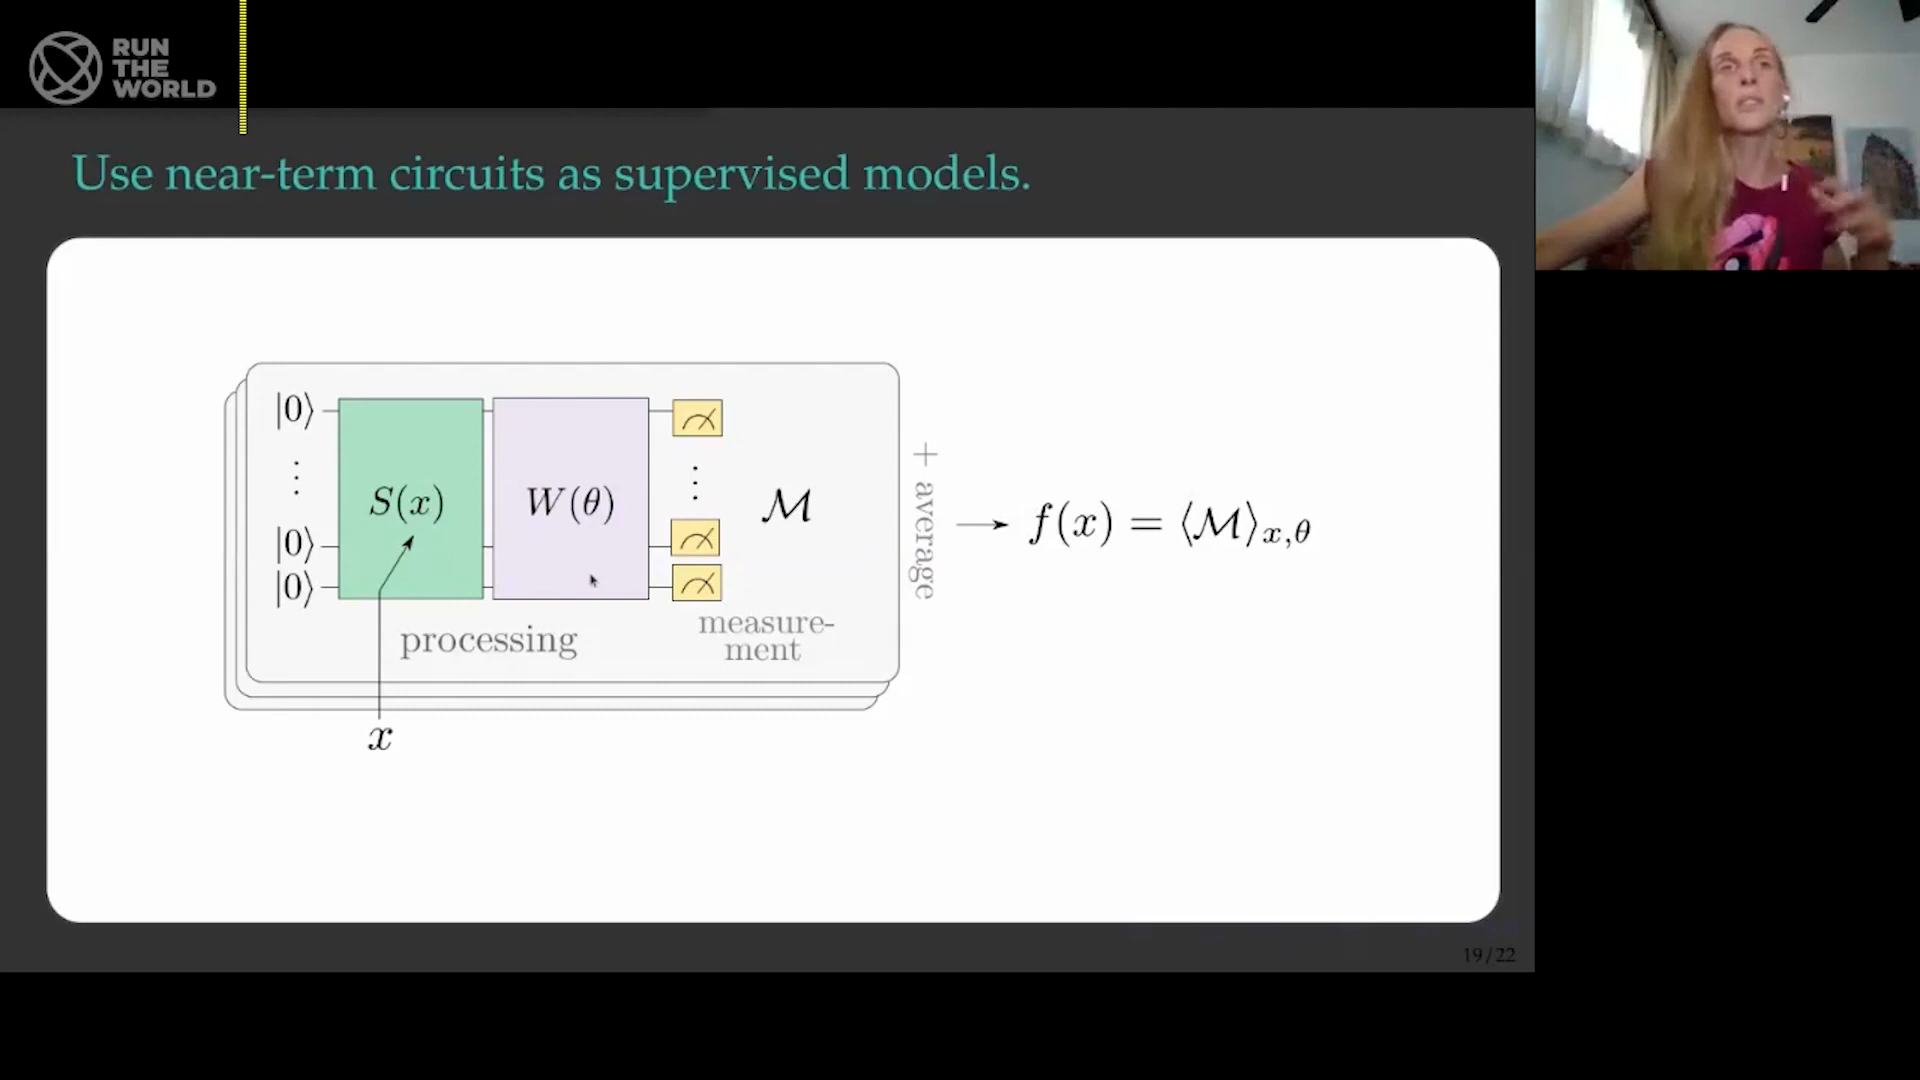 RUN
THE
WORLD
Use near-term circuits as supervised models.
|0⟩
⋮
|0⟩
|0⟩
S(x)
W(θ)
⋮
ℳ
processing
measure-
ment
x
+ average
→ f(x) = ⟨ℳ⟩x,θ
19/22